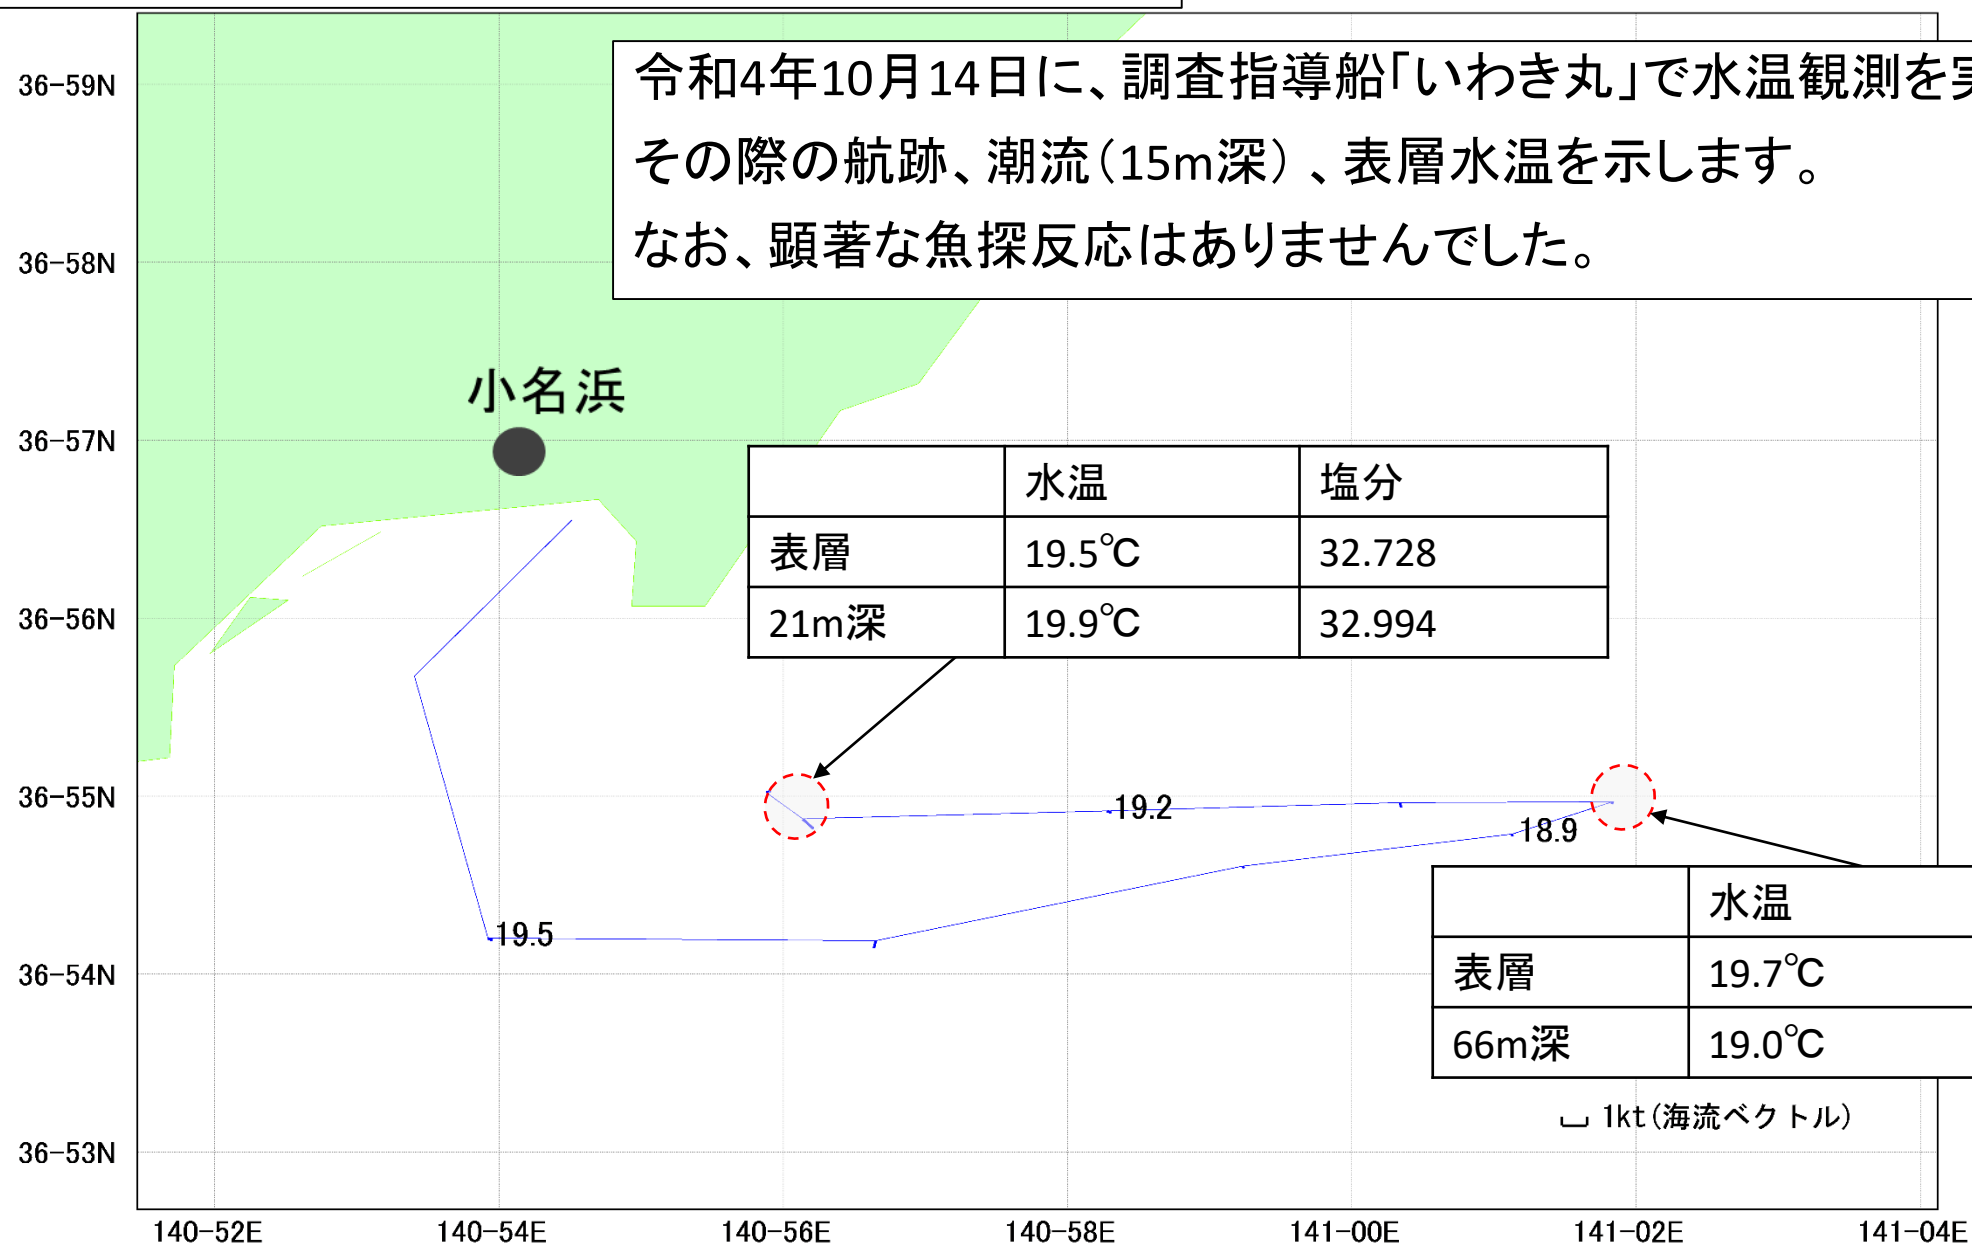 令和4年10月14日に、調査指導船「いわき丸」で水温観測を実
その際の航跡、潮流（15m深）、表層水温を示します。
なお、顕著な魚探反応はありませんでした。
36-59N
36-58N
小名浜
36-57N
水温 塩分
表層 19.5℃ 32.728
21m深 19.9℃ 32.994
36-56N
36-55N
19.2
18.9
19.5
水温
表層 19.7℃
66m深 19.0℃
36-54N
1kt(海流ベクトル)
36-53N
140-52E 140-54E 140-56E 140-58E 141-00E 141-02E 141-04E